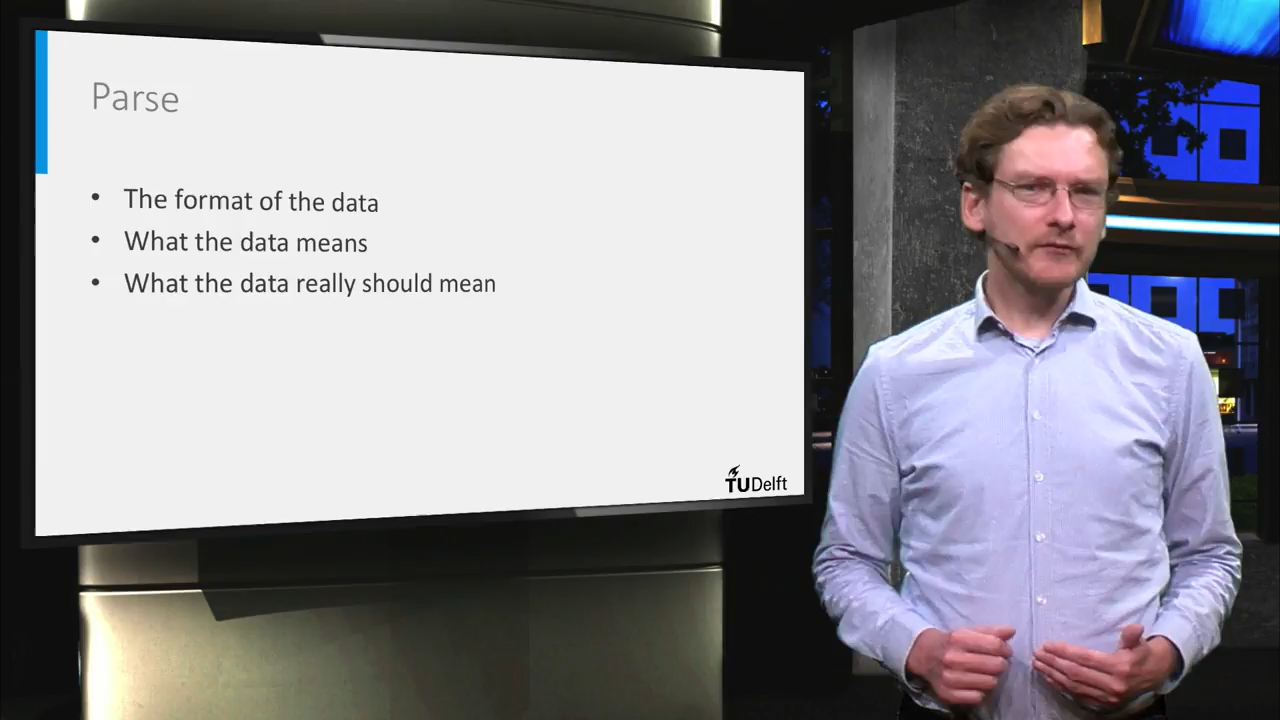 Parse
• The format of the data
• What the data means
• What the data really should mean
TUDelft